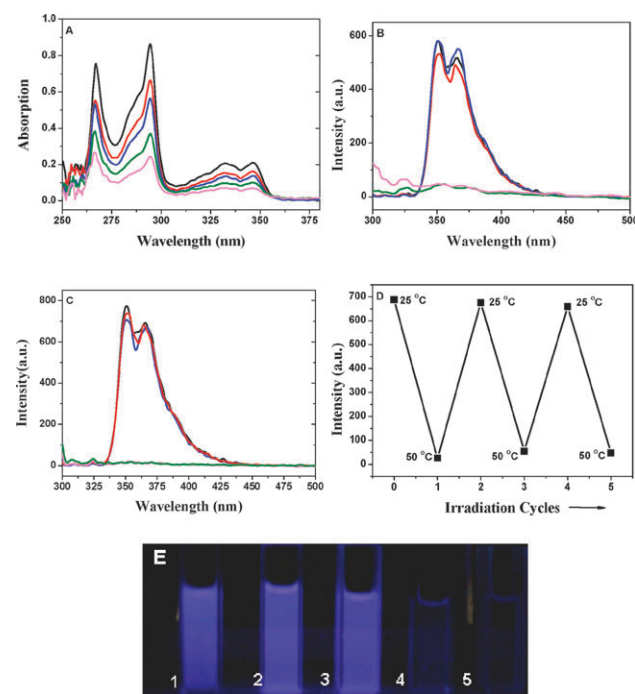 A
Absorption
1.0
0.8
0.6
0.4
0.2
0.0
250 275 300 325 350 375
Wavelength (nm)
B
Intensity (a.u.)
600
400
200
0
300 350 400 450 500
Wavelength (nm)
C
Intensity(a.u.)
800
600
400
200
0
300 325 350 375 400 425 450 475 500
Wavelength (nm)
D
Intensity (a.u.)
700
600
500
400
300
200
100
0
25 °C 25 °C 25 °C
50 °C 50 °C 50 °C
0 1 2 3 4 5
Irradiation Cycles
E
1 2 3 4 5